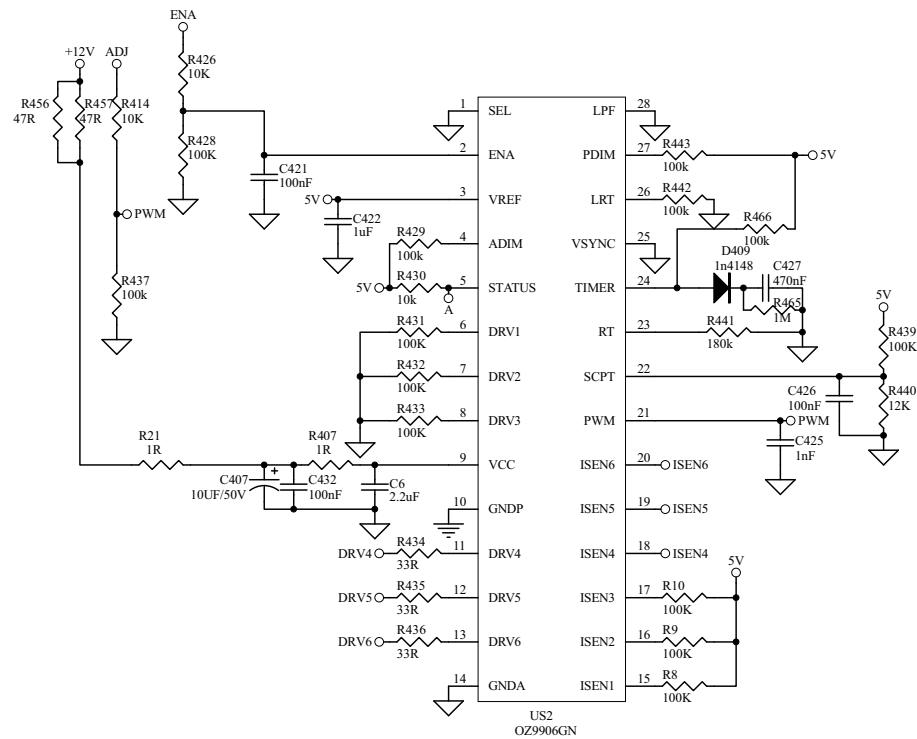 ENA
R426
10K
+12V
ADJ
R456
47R
R457
47R
R414
10K
R428
100K
C421
100nF
PWM
R437
100k
5V
C422
1uF
R429
100k
5V
R430
10k
A
R431
100K
R432
100K
R433
100K
R21
1R
R407
1R
C407
10UF/50V
C432
100nF
C6
2.2uF
DRV4
R434
33R
DRV5
R435
33R
DRV6
R436
33R
1 SEL LPF 28
2 ENA PDIM 27
3 VREF LRT 26
4 ADIM VSYNC 25
5 STATUS TIMER 24
6 DRV1 RT 23
7 DRV2 SCPT 22
8 DRV3 PWM 21
9 VCC ISEN6 20
10 GNDP ISEN5 19
11 DRV4 ISEN4 18
12 DRV5 ISEN3 17
13 DRV6 ISEN2 16
14 GNDA ISEN1 15
US2
OZ9906GN
R443
100k
5V
R442
100k
R466
100k
D409
1n4148
C427
470nF
R465
1M
R441
180k
5V
R439
100K
C426
100nF
R440
12K
PWM
C425
1nF
ISEN6
ISEN5
ISEN4
5V
R10
100K
R9
100K
R8
100K